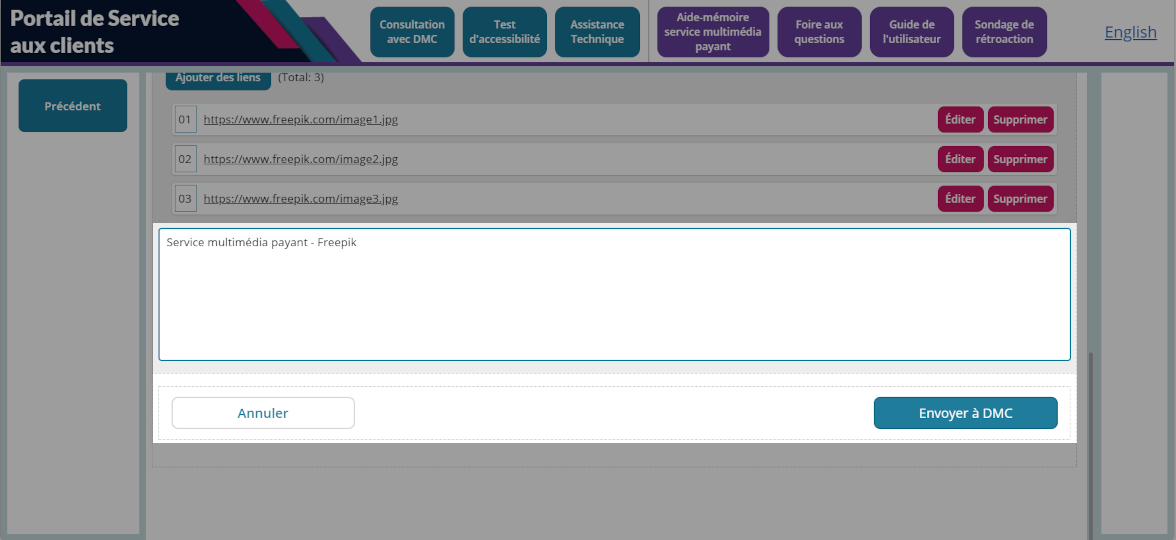 Portail de Service
aux clients
Consultation
avec DMC
Test
d'accessibilité
Assistance
Technique
Aide-mémoire
service multimédia
payant
Foire aux
questions
Guide de
l'utilisateur
Sondage de
rétroaction
English
Précédent
Ajouter des liens (Total: 3)
01 https://www.freepik.com/image1.jpg Éditer Supprimer
02 https://www.freepik.com/image2.jpg Éditer Supprimer
03 https://www.freepik.com/image3.jpg Éditer Supprimer
Service multimédia payant - Freepik
Annuler Envoyer à DMC